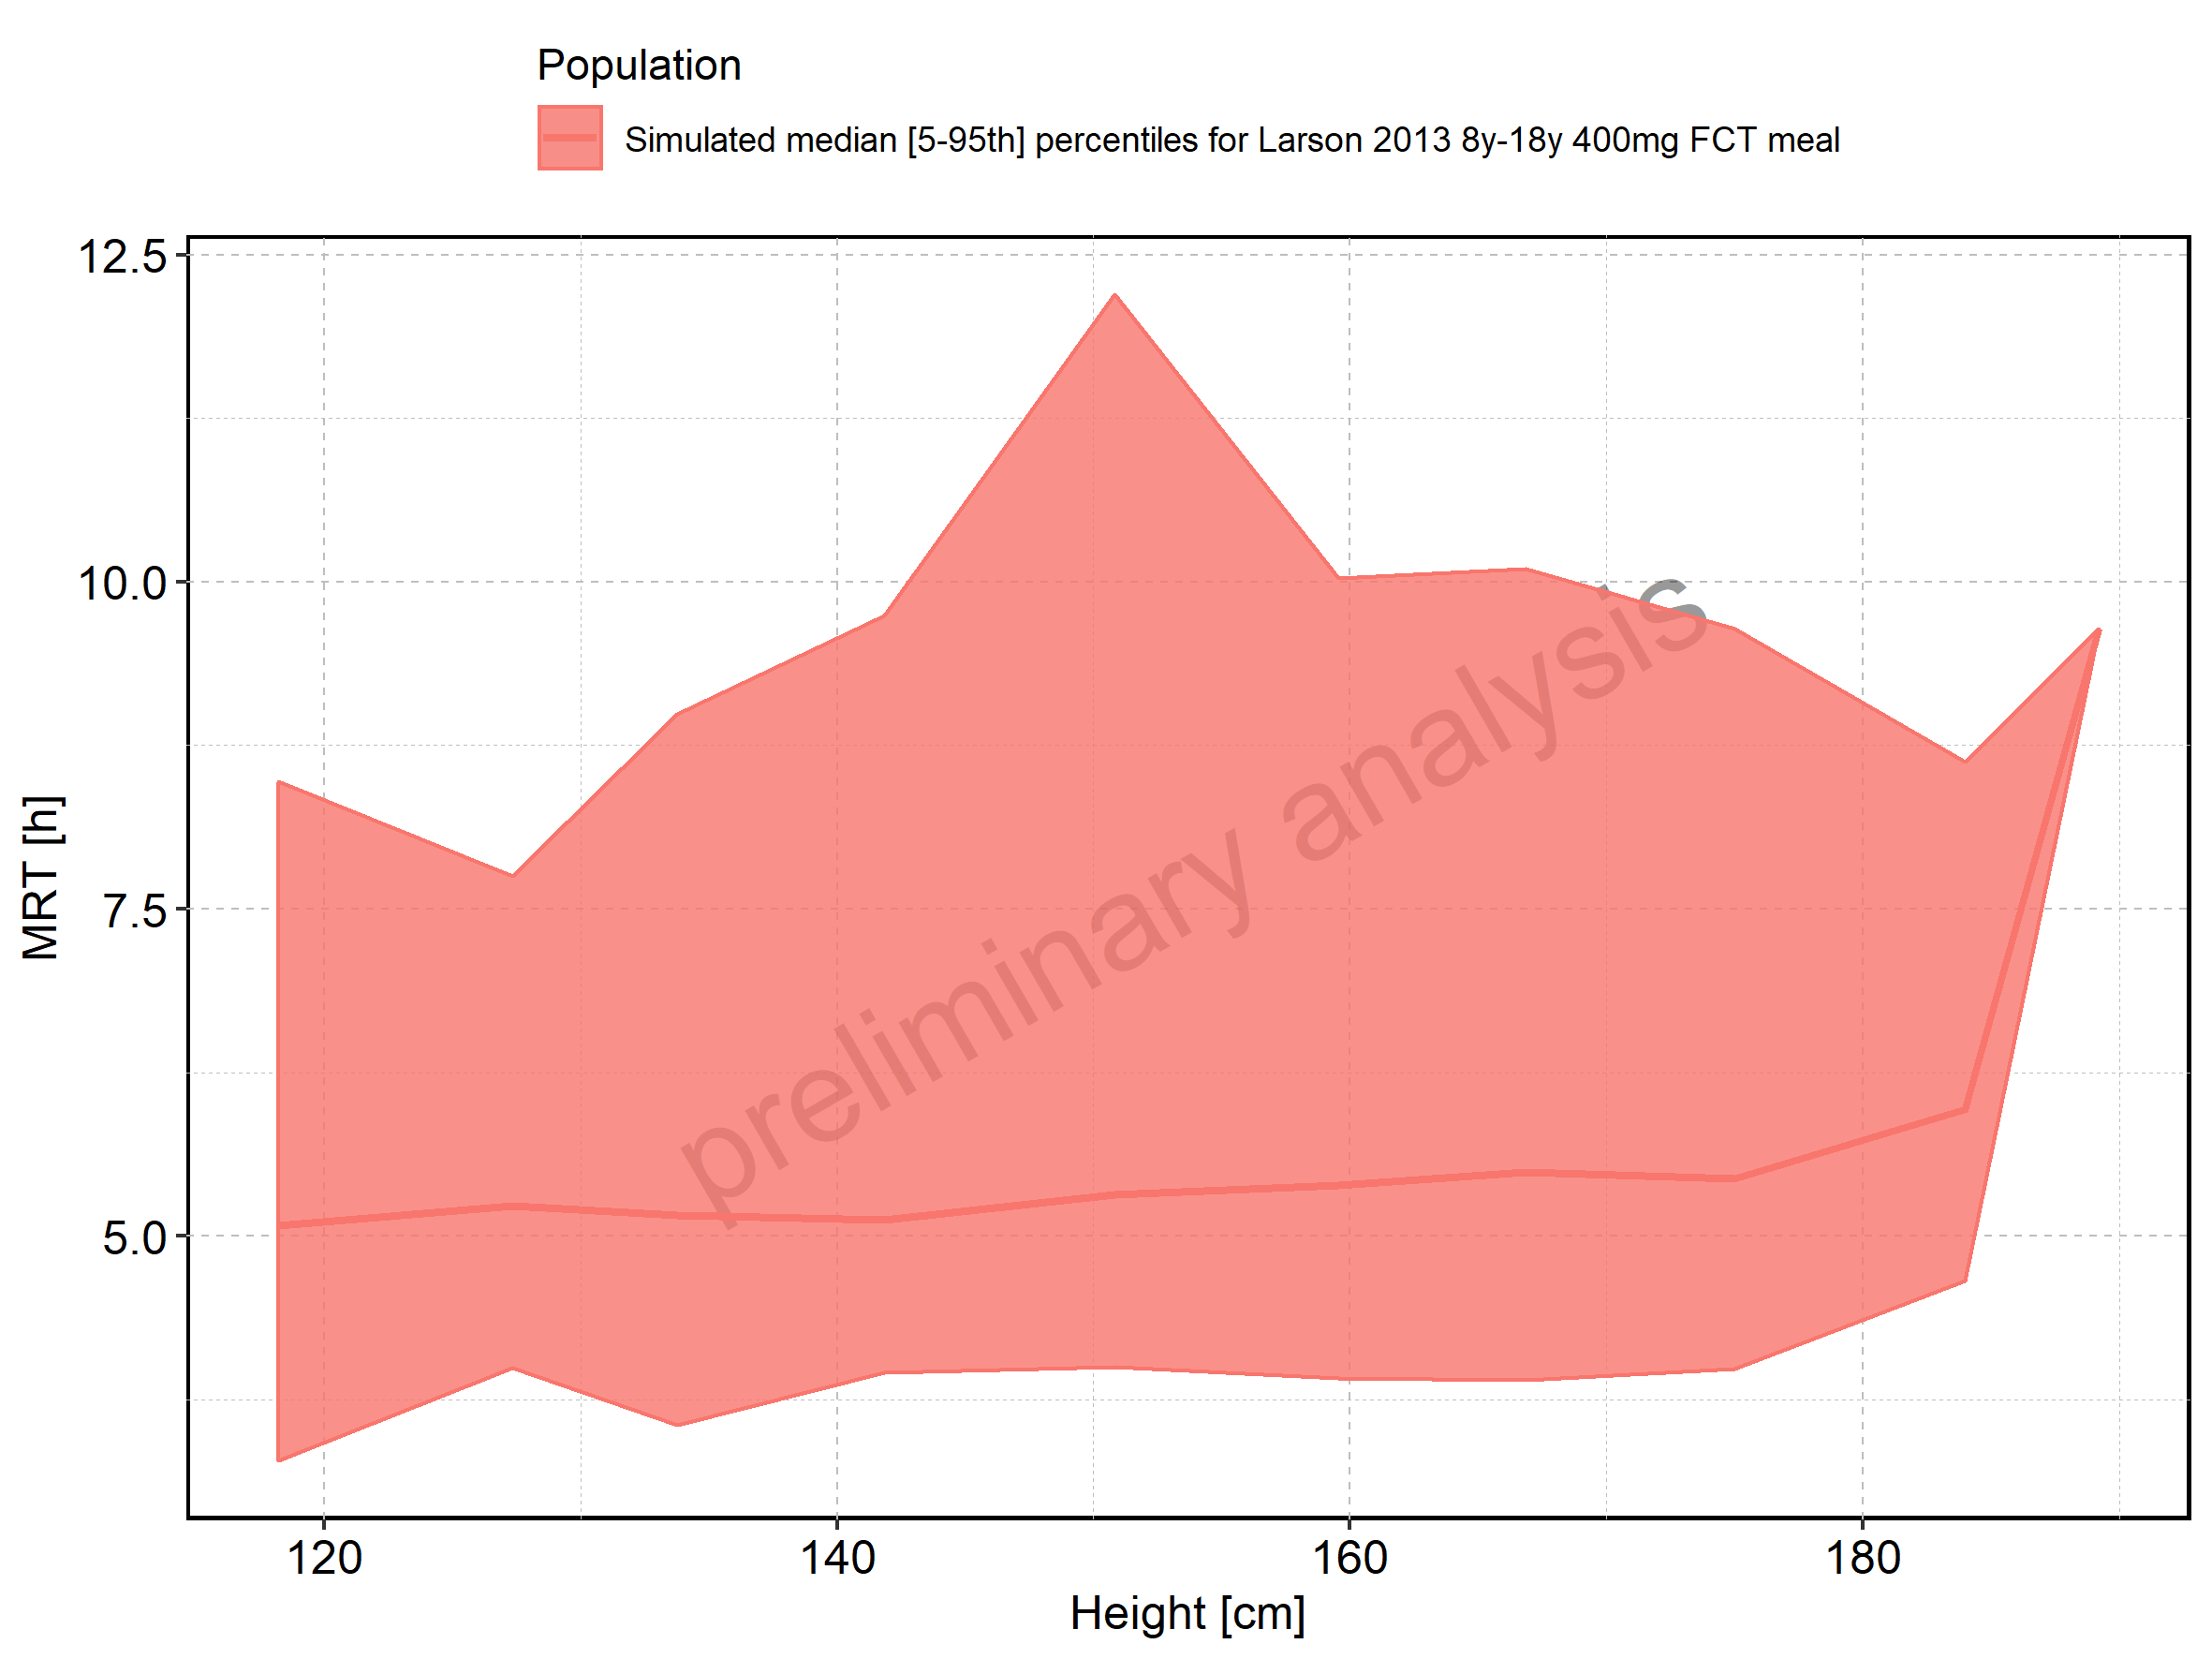 Population
Simulated median [5-95th] percentiles for Larson 2013 8y-18y 400mg FCT meal
12.5
10.0
7.5
5.0
MRT [h]
preliminary analysis
120 140 160 180
Height [cm]